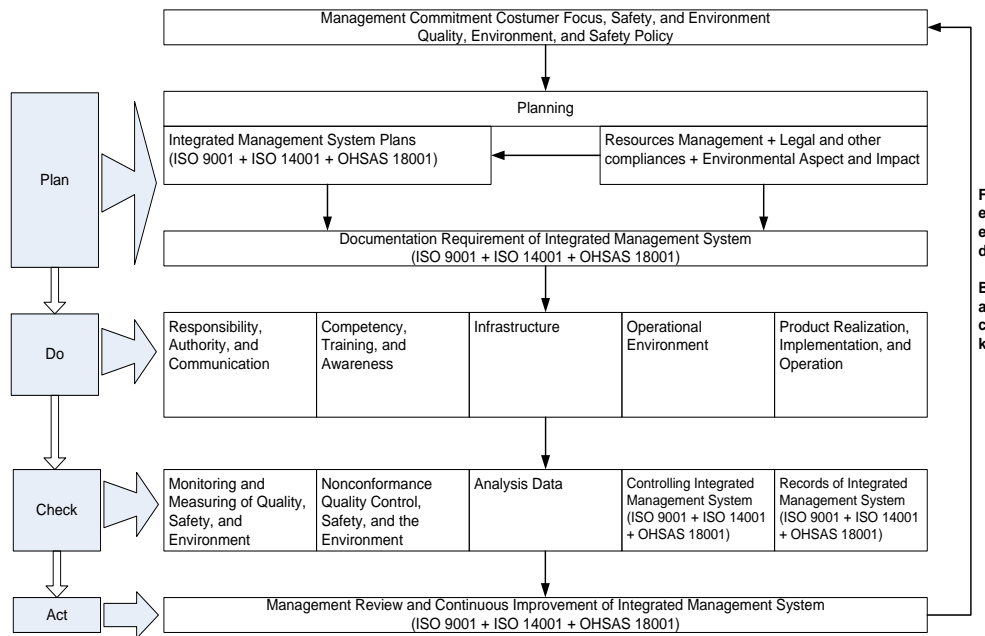 Management Commitment Costumer Focus, Safety, and Environment
Quality, Environment, and Safety Policy
Plan
Planning
Integrated Management System Plans
(ISO 9001 + ISO 14001 + OHSAS 18001)
Resources Management + Legal and other
compliances + Environmental Aspect and Impact
Documentation Requirement of Integrated Management System
(ISO 9001 + ISO 14001 + OHSAS 18001)
Do
Responsibility,
Authority, and
Communication
Competency,
Training, and
Awareness
Infrastructure
Operational
Environment
Product Realization,
Implementation, and
Operation
Check
Monitoring and
Measuring of Quality,
Safety, and
Environment
Nonconformance
Quality Control,
Safety, and the
Environment
Analysis Data
Controlling Integrated
Management System
(ISO 9001 + ISO 14001
+ OHSAS 18001)
Records of Integrated
Management System
(ISO 9001 + ISO 14001
+ OHSAS 18001)
Act
Management Review and Continuous Improvement of Integrated Management System
(ISO 9001 + ISO 14001 + OHSAS 18001)
F
e
e
d
B
a
c
k